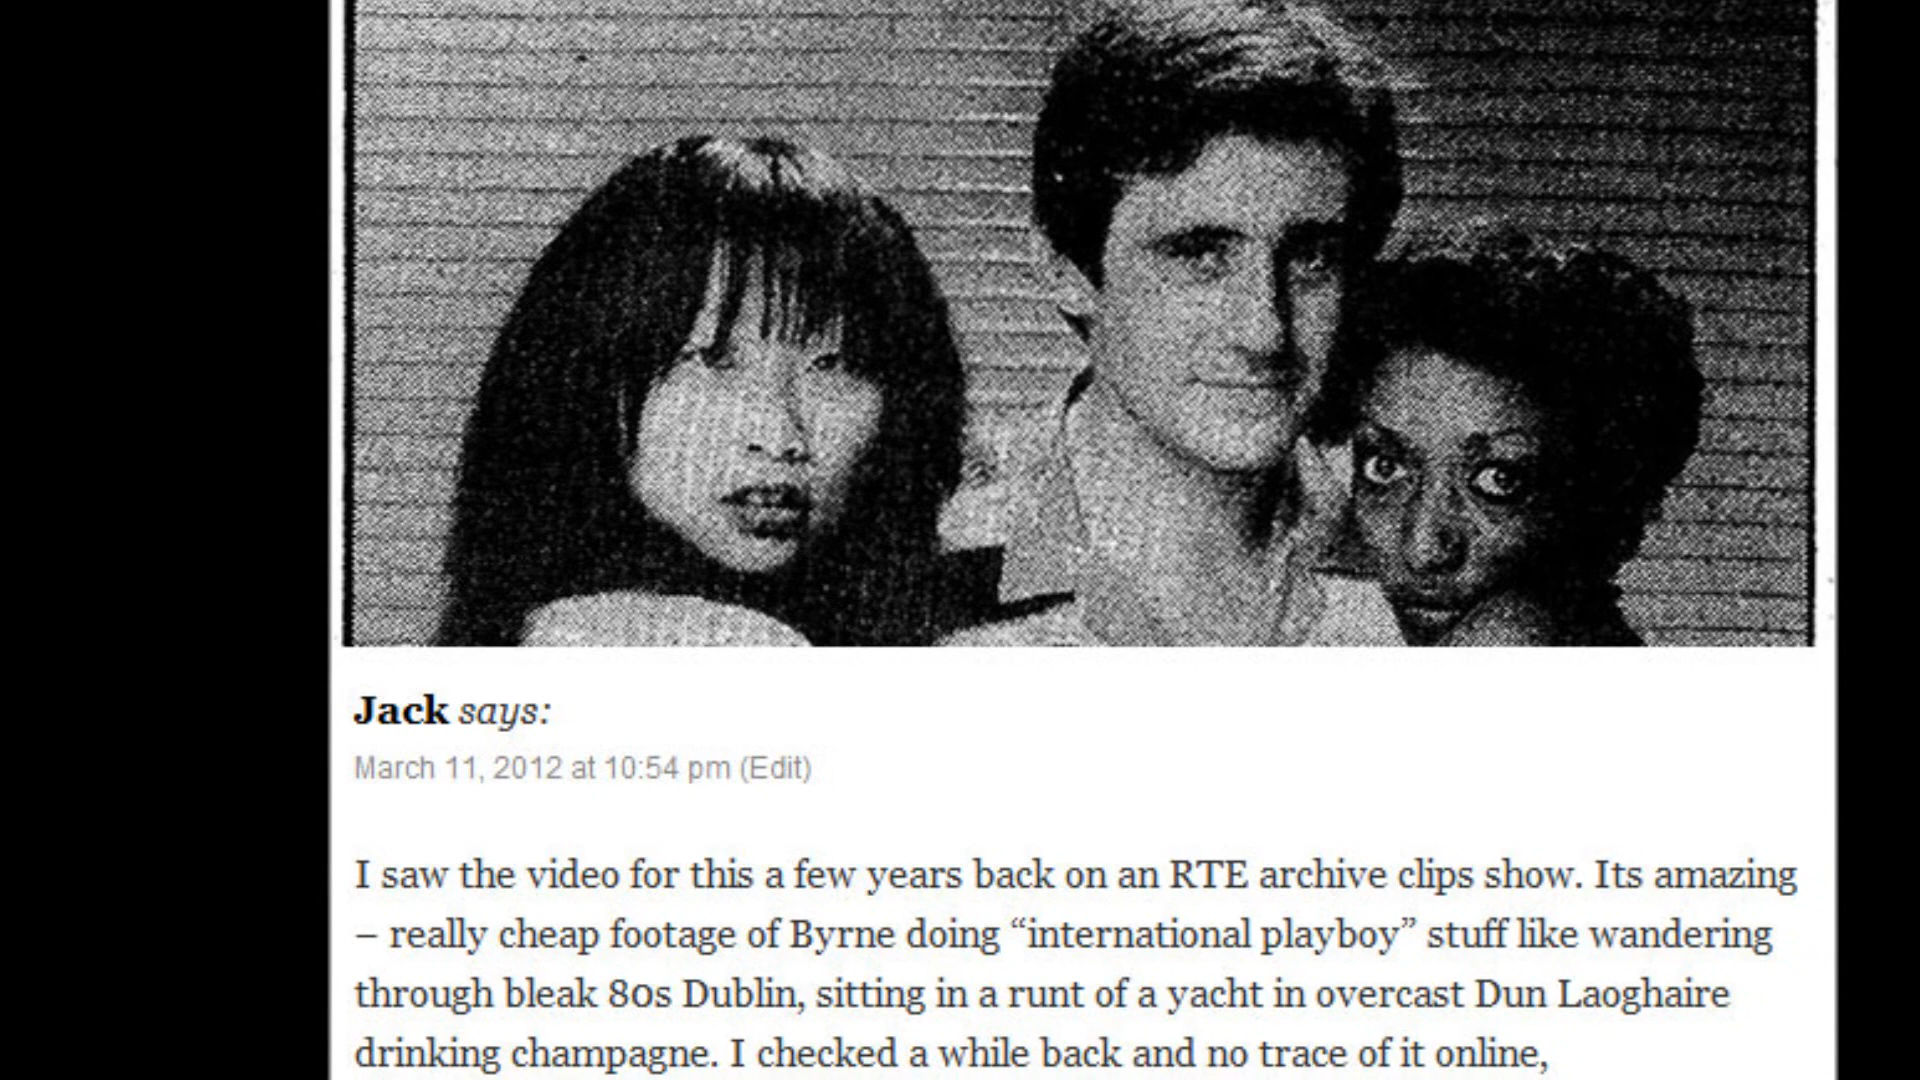 Jack says:
March 11, 2012 at 10:54 pm (Edit)
I saw the video for this a few years back on an RTE archive clips show. Its amazing
– really cheap footage of Byrne doing “international playboy” stuff like wandering
through bleak 80s Dublin, sitting in a runt of a yacht in overcast Dun Laoghaire
drinking champagne. I checked a while back and no trace of it online,